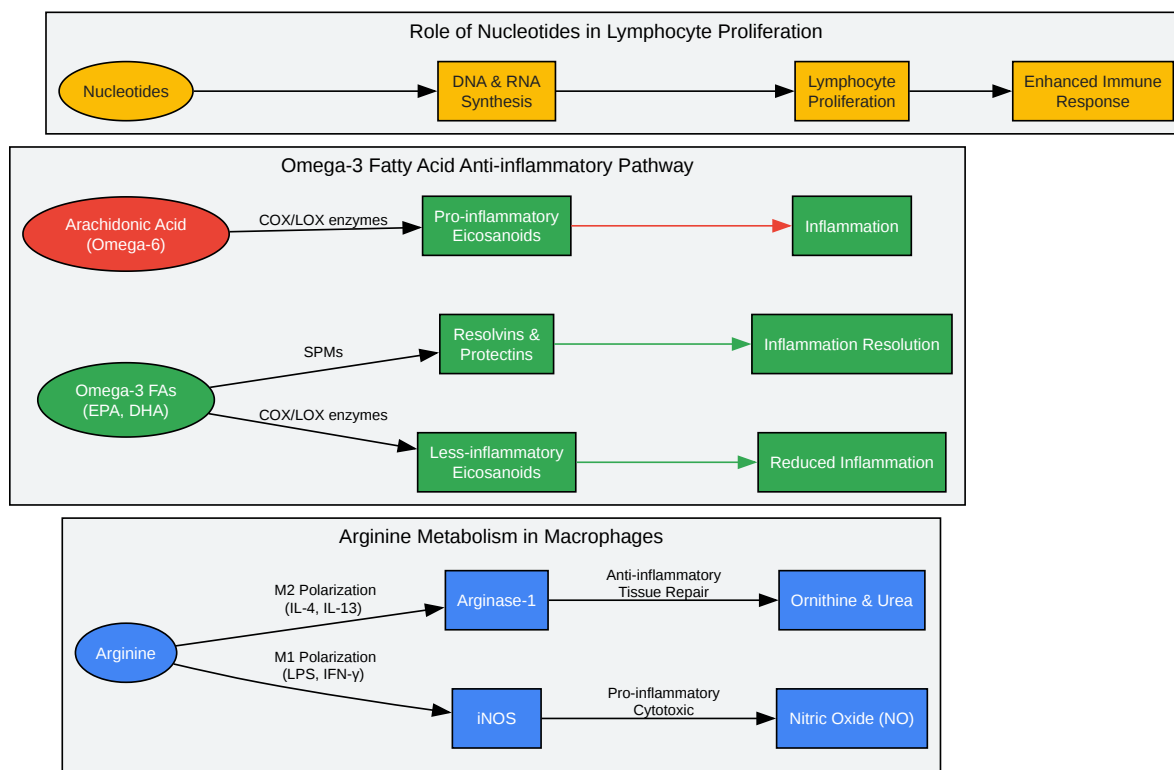 Role of Nucleotides in Lymphocyte Proliferation
Nucleotides
DNA & RNA
Synthesis
Lymphocyte
Proliferation
Enhanced Immune
Response
Omega-3 Fatty Acid Anti-inflammatory Pathway
Arachidonic Acid
(Omega-6)
COX/LOX enzymes
Pro-inflammatory
Eicosanoids
Inflammation
Omega-3 FAs
(EPA, DHA)
SPMs
Resolvins &
Protectins
Inflammation Resolution
COX/LOX enzymes
Less-inflammatory
Eicosanoids
Reduced Inflammation
Arginine Metabolism in Macrophages
Arginine
M2 Polarization
(IL-4, IL-13)
Arginase-1
Anti-inflammatory
Tissue Repair
Ornithine & Urea
M1 Polarization
(LPS, IFN-γ)
iNOS
Pro-inflammatory
Cytotoxic
Nitric Oxide (NO)